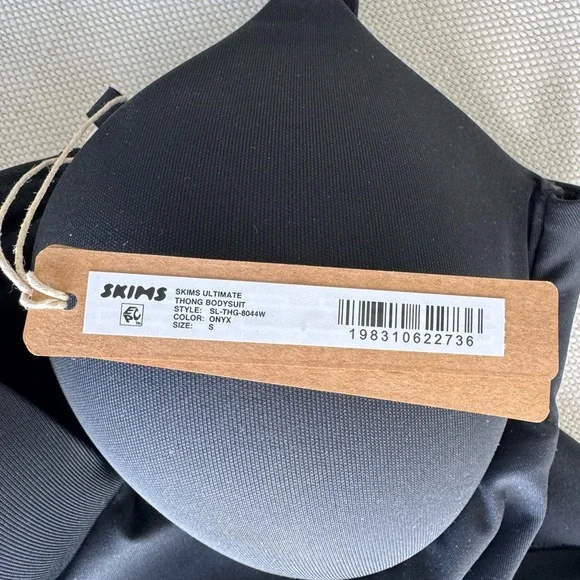 SKIMS
SKIMS ULTIMATE
THONG BODYSUIT
STYLE: SL-THG-8044W
COLOR: ONYX
SIZE: S
198310622736